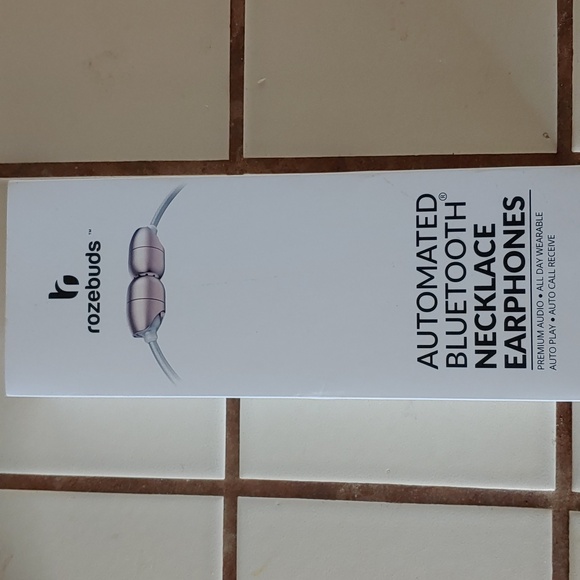 rozebuds™
AUTOMATED
BLUETOOTH®
NECKLACE
EARPHONES
PREMIUM AUDIO • ALL DAY WEARABLE
AUTO PLAY • AUTO CALL RECEIVE